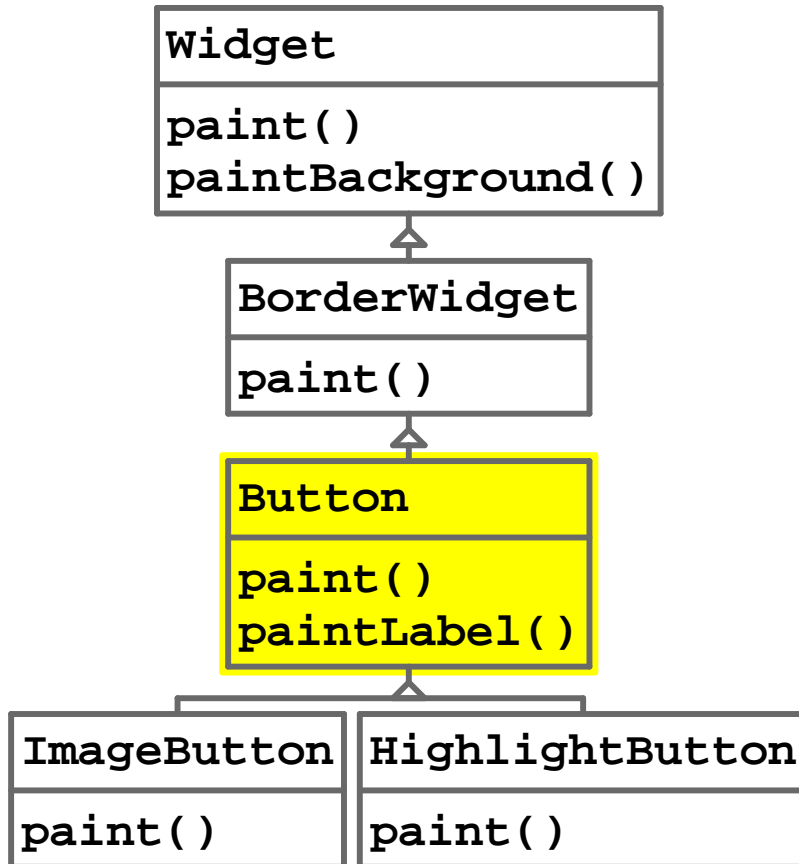 Widget
paint()
paintBackground()
BorderWidget
paint()
Button
paint()
paintLabel()
ImageButton
paint()
HighlightButton
paint()